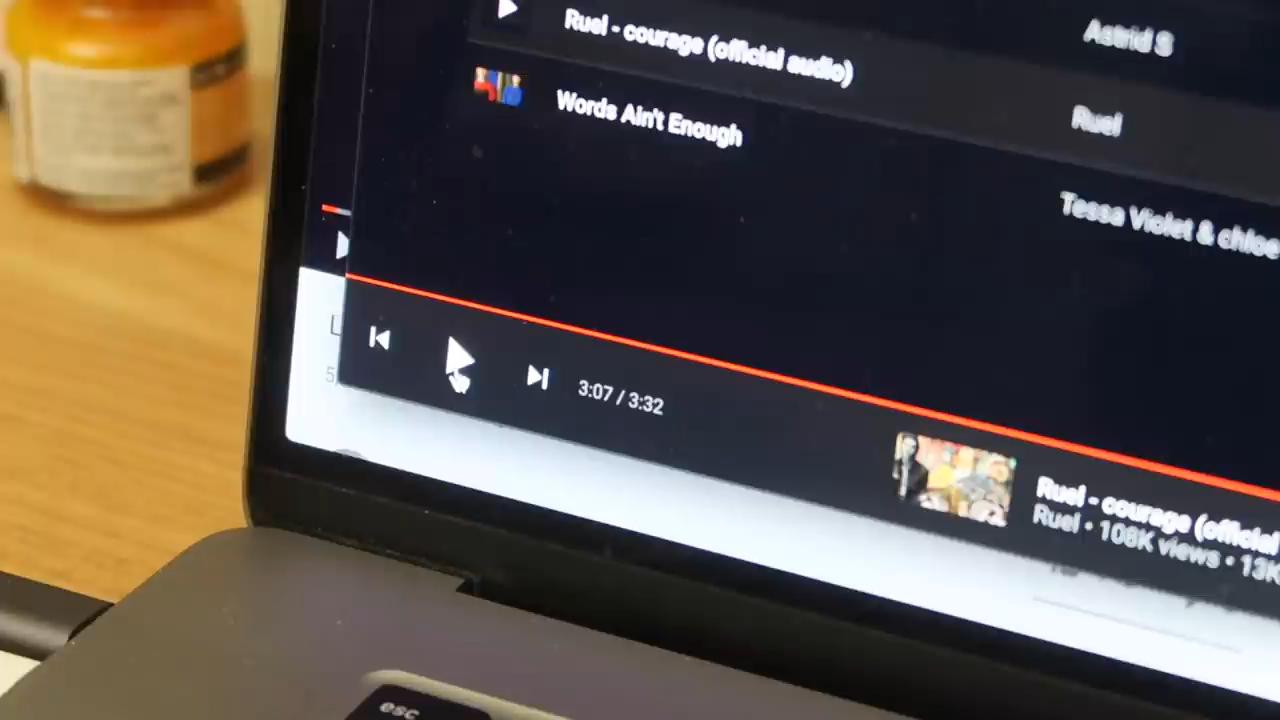 Astrid S
Ruel - courage (official audio)
Ruel
Words Ain't Enough
Tessa Violet & chloe
3:07 / 3:32
Ruel - courage (official
Ruel • 108K views • 13K
esc